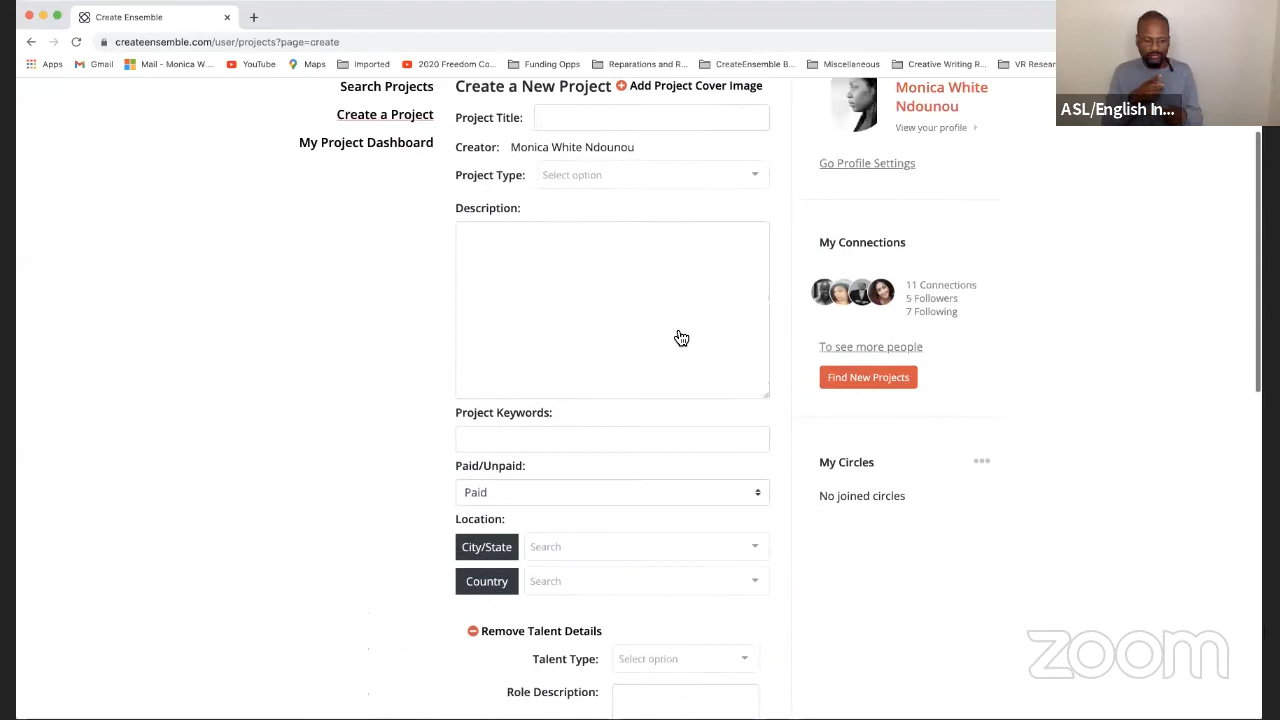 Create Ensemble
createensemble.com/user/projects?page=create
Apps Gmail Mail - Monica W... YouTube Maps 2020 Freedom Co... Funding Opps Imported Reparations and R... CreateEnsemble B... Miscellaneous Creative Writing R... VR Resear
Search Projects
Create a Project
My Project Dashboard
Create a New Project Add Project Cover Image
Project Title:
Creator: Monica White Ndounou
Project Type: Select option
Description:
Project Keywords:
Paid/Unpaid:
Paid
Location:
City/State Search
Country Search
Remove Talent Details
Talent Type: Select option
Role Description:
Monica White
Ndounou
View your profile
Go Profile Settings
My Connections
11 Connections
5 Followers
7 Following
To see more people
Find New Projects
My Circles
No joined circles
ASL/English In...
zoom